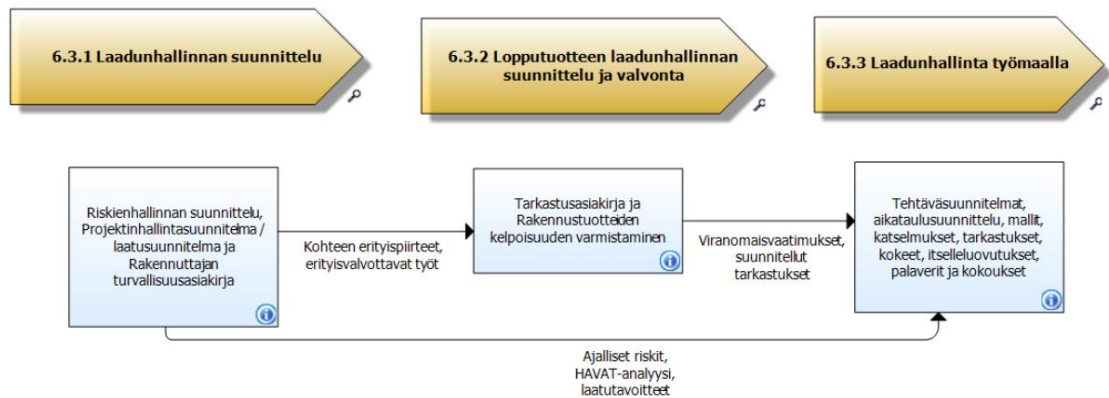 6.3.1 Laadunhallinnan suunnittelu
6.3.2 Lopputuotteen laadunhallinnan
suunnittelu ja valvonta
6.3.3 Laadunhallinta työmaalla
Riskienhallinnan suunnittelu,
Projektinhallintasuunnitelma /
laatusuunnitelma ja
Rakennuttajan
turvallisuusasiakirja
Kohteen erityispiirteet,
erityisvalvottavat työt
Tarkastusasiakirja ja
Rakennustuotteiden
kelpoisuuden varmistaminen
Viranomaisvaatimukset,
suunnitellut
tarkastukset
Tehtäväsuunnitelmat,
aikataulusuunnittelu, mallit,
katselmukset, tarkastukset,
kokeet, itselleluovutukset,
palaverit ja kokoukset
Ajalliset riskit,
HAVAT-analyysi,
laatutavoitteet